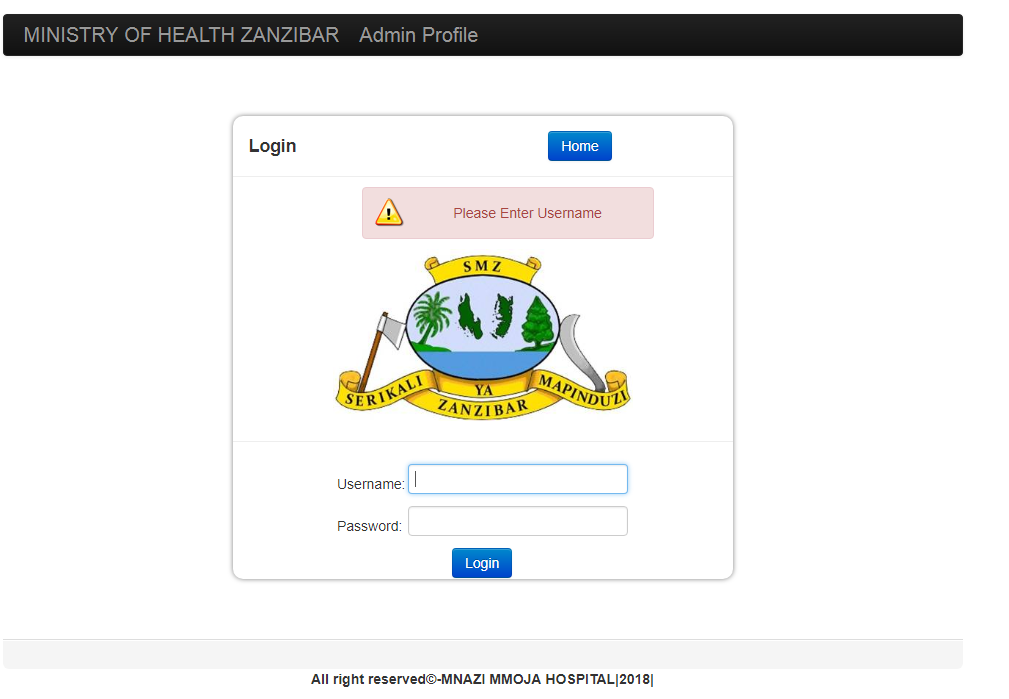 MINISTRY OF HEALTH ZANZIBAR Admin Profile
Login
Home
Please Enter Username
SMZ
SERIKALI YA MAPINDUZI
ZANZIBAR
Username:
Password:
Login
All right reserved©-MNAZI MMOJA HOSPITAL|2018|